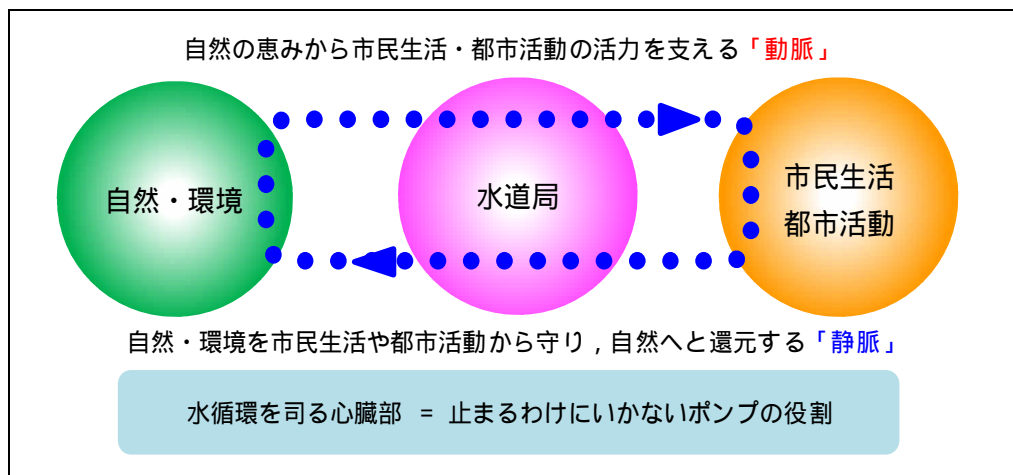 自然の恵みから市民生活・都市活動の活力を支える「動脈」
自然・環境
水道局
市民生活
都市活動
自然・環境を市民生活や都市活動から守り，自然へと還元する「静脈」
水循環を司る心臓部 = 止まるわけにいかないポンプの役割